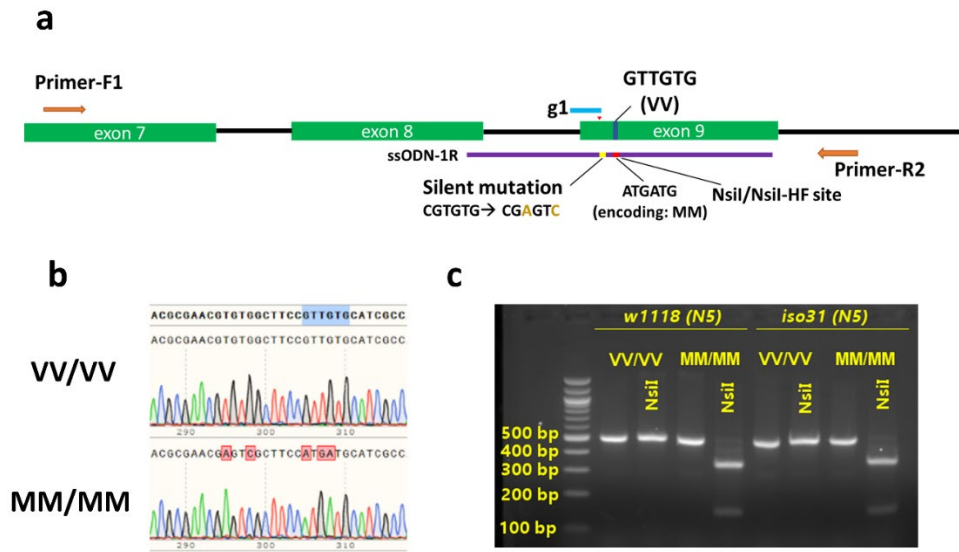 a
Primer-F1
GTTGTG
(VV)
g1
exon 7
exon 8
exon 9
ssODN-1R
Primer-R2
Silent mutation
CGTGTG→ CGAGTC
ATGATG
(encoding: MM)
NsiI/NsiI-HF site
b
c
ACGCGAACGTGTGGCTTCCGTTGTGCATCGCC
ACGCGAACGTGTGGCTTCCGTTGTGCATCGCC
VV/VV
290 300 310
ACGCGAACGAGTCGCTTCCATGATGCATCGCC
MM/MM
290 300 310
w1118 (N5) iso31 (N5)
VV/VV MM/MM VV/VV MM/MM
NsiI NsiI NsiI NsiI
500 bp
400 bp
300 bp
200 bp
100 bp